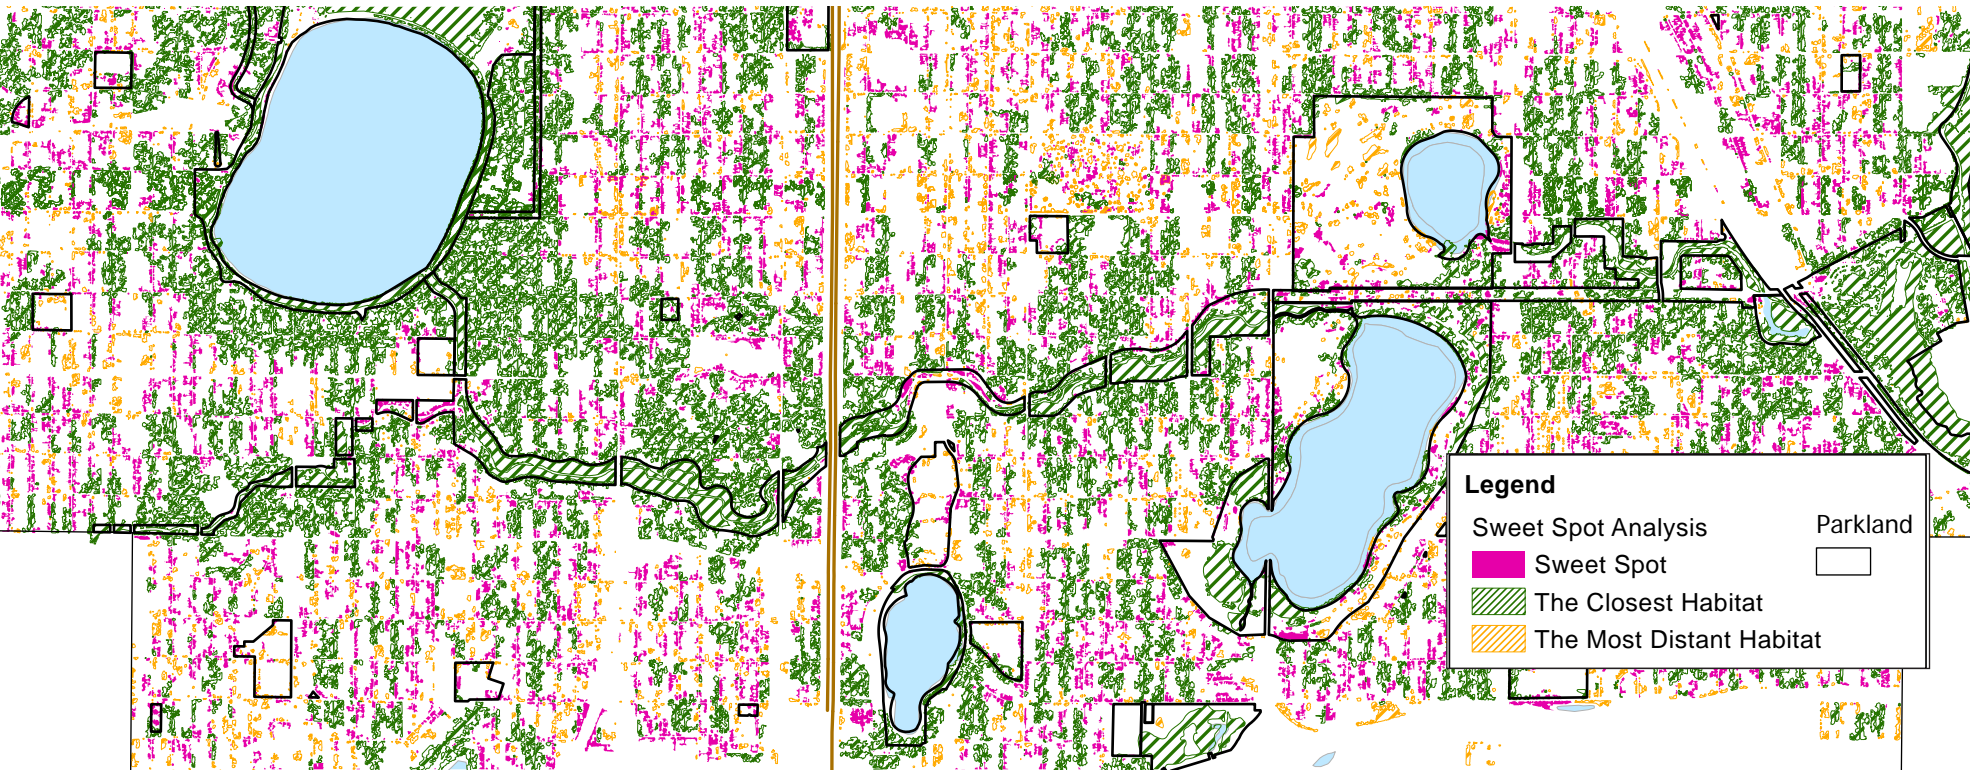 Legend
Sweet Spot Analysis
Parkland
Sweet Spot
The Closest Habitat
The Most Distant Habitat